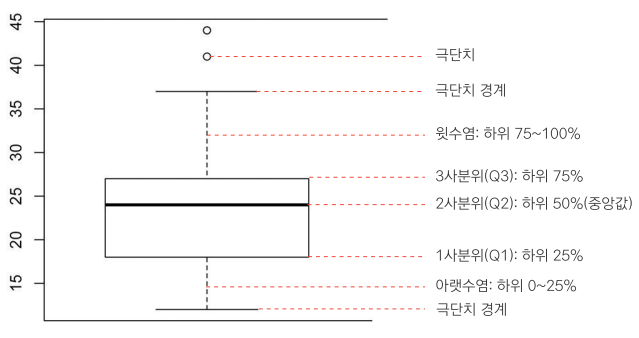 45
극단치
40
극단치 경계
35
윗수염: 하위 75~100%
30
3사분위(Q3): 하위 75%
25
2사분위(Q2): 하위 50%(중앙값)
20
1사분위(Q1): 하위 25%
15
아랫수염: 하위 0~25%
극단치 경계